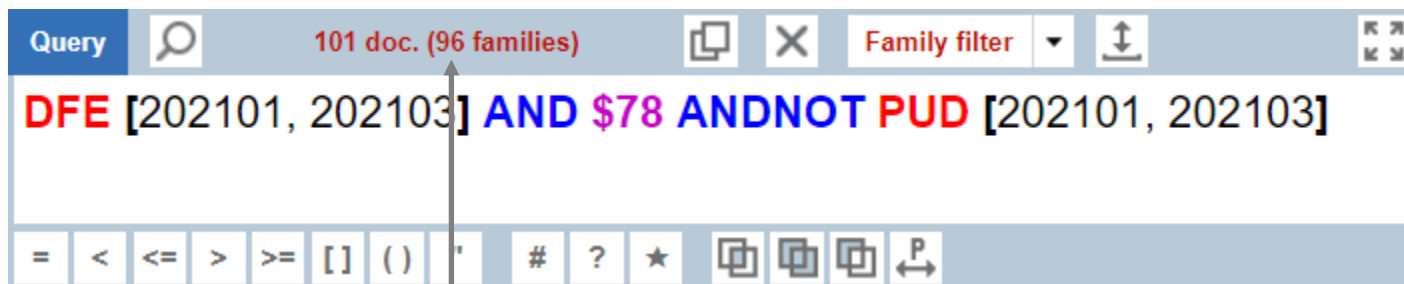 Query 101 doc. (96 families) Family filter
DFE [202101, 202103] AND $78 ANDNOT PUD [202101, 202103]
= < <= > >= [ ] ( ) " # ? ★ P